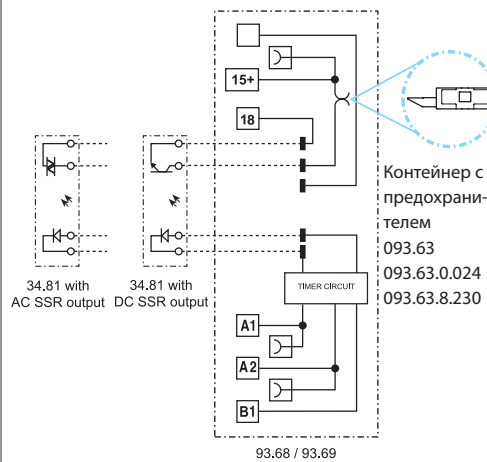 15+
18
Контейнер с
предохрани-
телем
093.63
093.63.0.024
093.63.8.230
34.81 with
AC SSR output
34.81 with
DC SSR output
TIMER CIRCUIT
A1
A2
B1
93.68 / 93.69